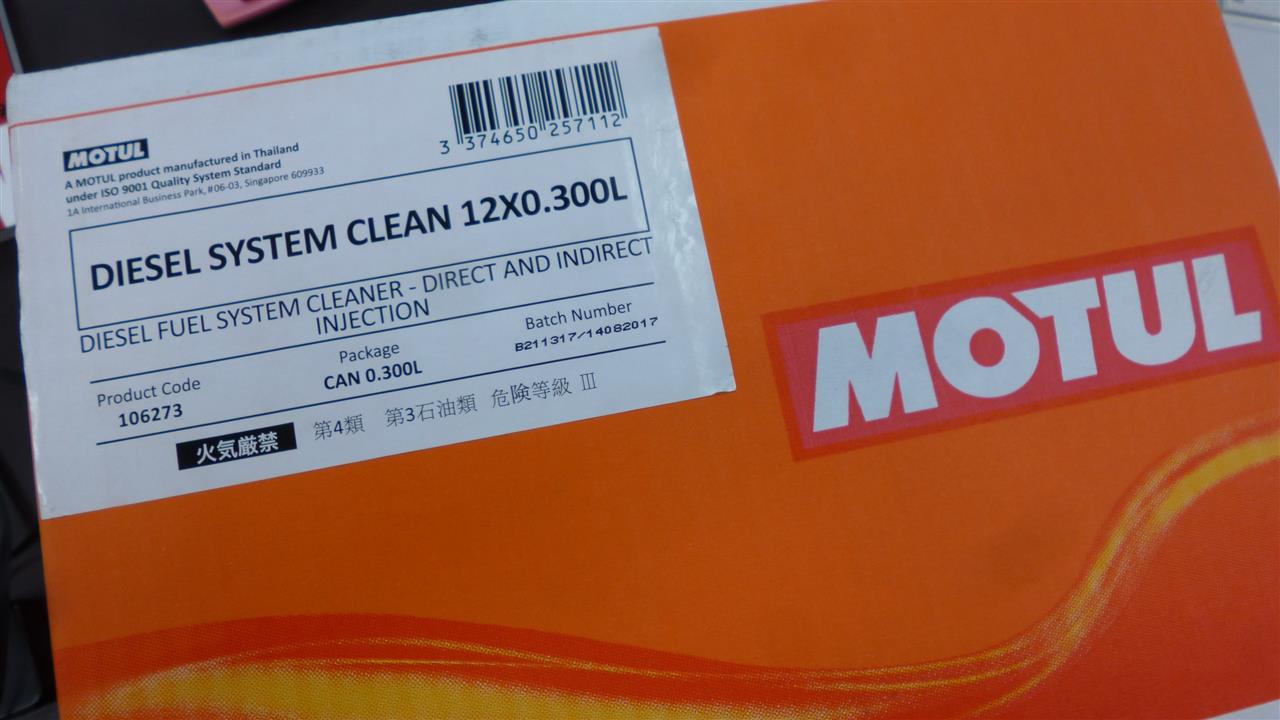 MOTUL
A MOTUL product manufactured in Thailand
under ISO 9001 Quality System Standard
1A International Business Park, #06-03, Singapore 609933
3 374650 257112
DIESEL SYSTEM CLEAN 12X0.300L
DIESEL FUEL SYSTEM CLEANER - DIRECT AND INDIRECT
INJECTION
Product Code
106273
Package
CAN 0.300L
Batch Number
B211317/14082017
火気厳禁 第4類 第3石油類 危険等級 Ⅲ
MOTUL